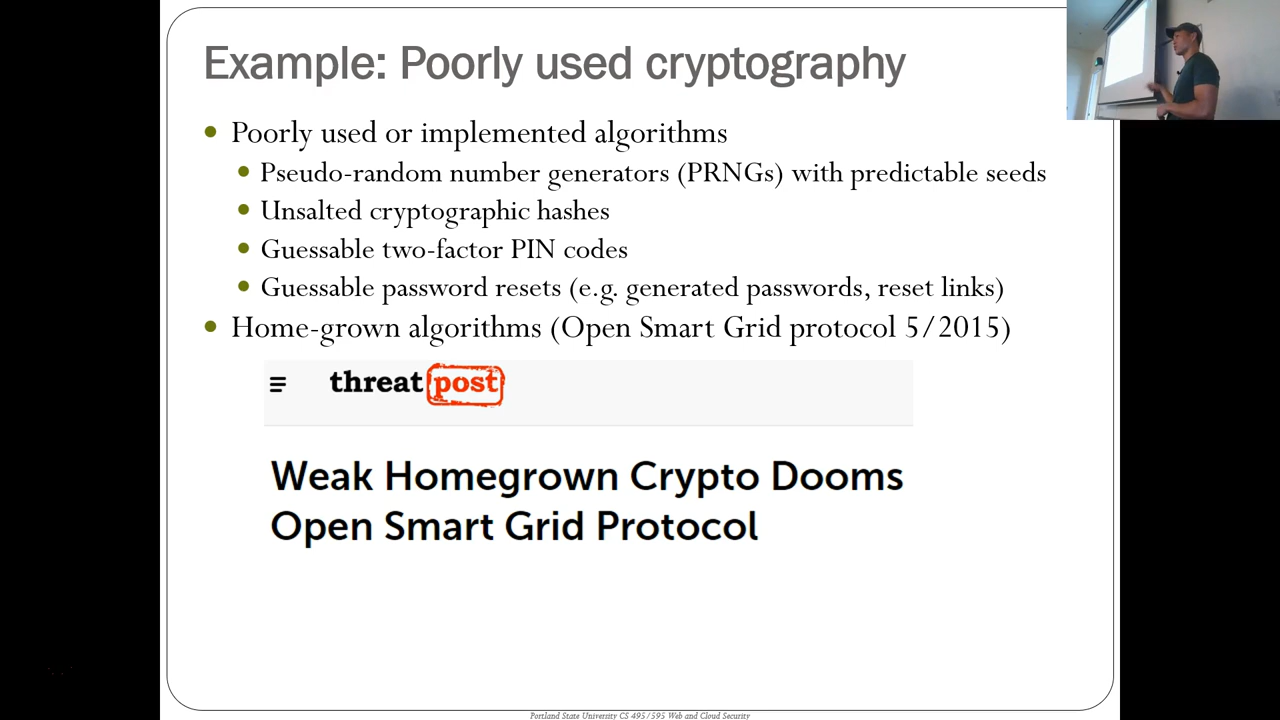 Example: Poorly used cryptography
Poorly used or implemented algorithms
Pseudo-random number generators (PRNGs) with predictable seeds
Unsalted cryptographic hashes
Guessable two-factor PIN codes
Guessable password resets (e.g. generated passwords, reset links)
Home-grown algorithms (Open Smart Grid protocol 5/2015)
threatpost
Weak Homegrown Crypto Dooms
Open Smart Grid Protocol
Portland State University CS 495/595 Web and Cloud Security